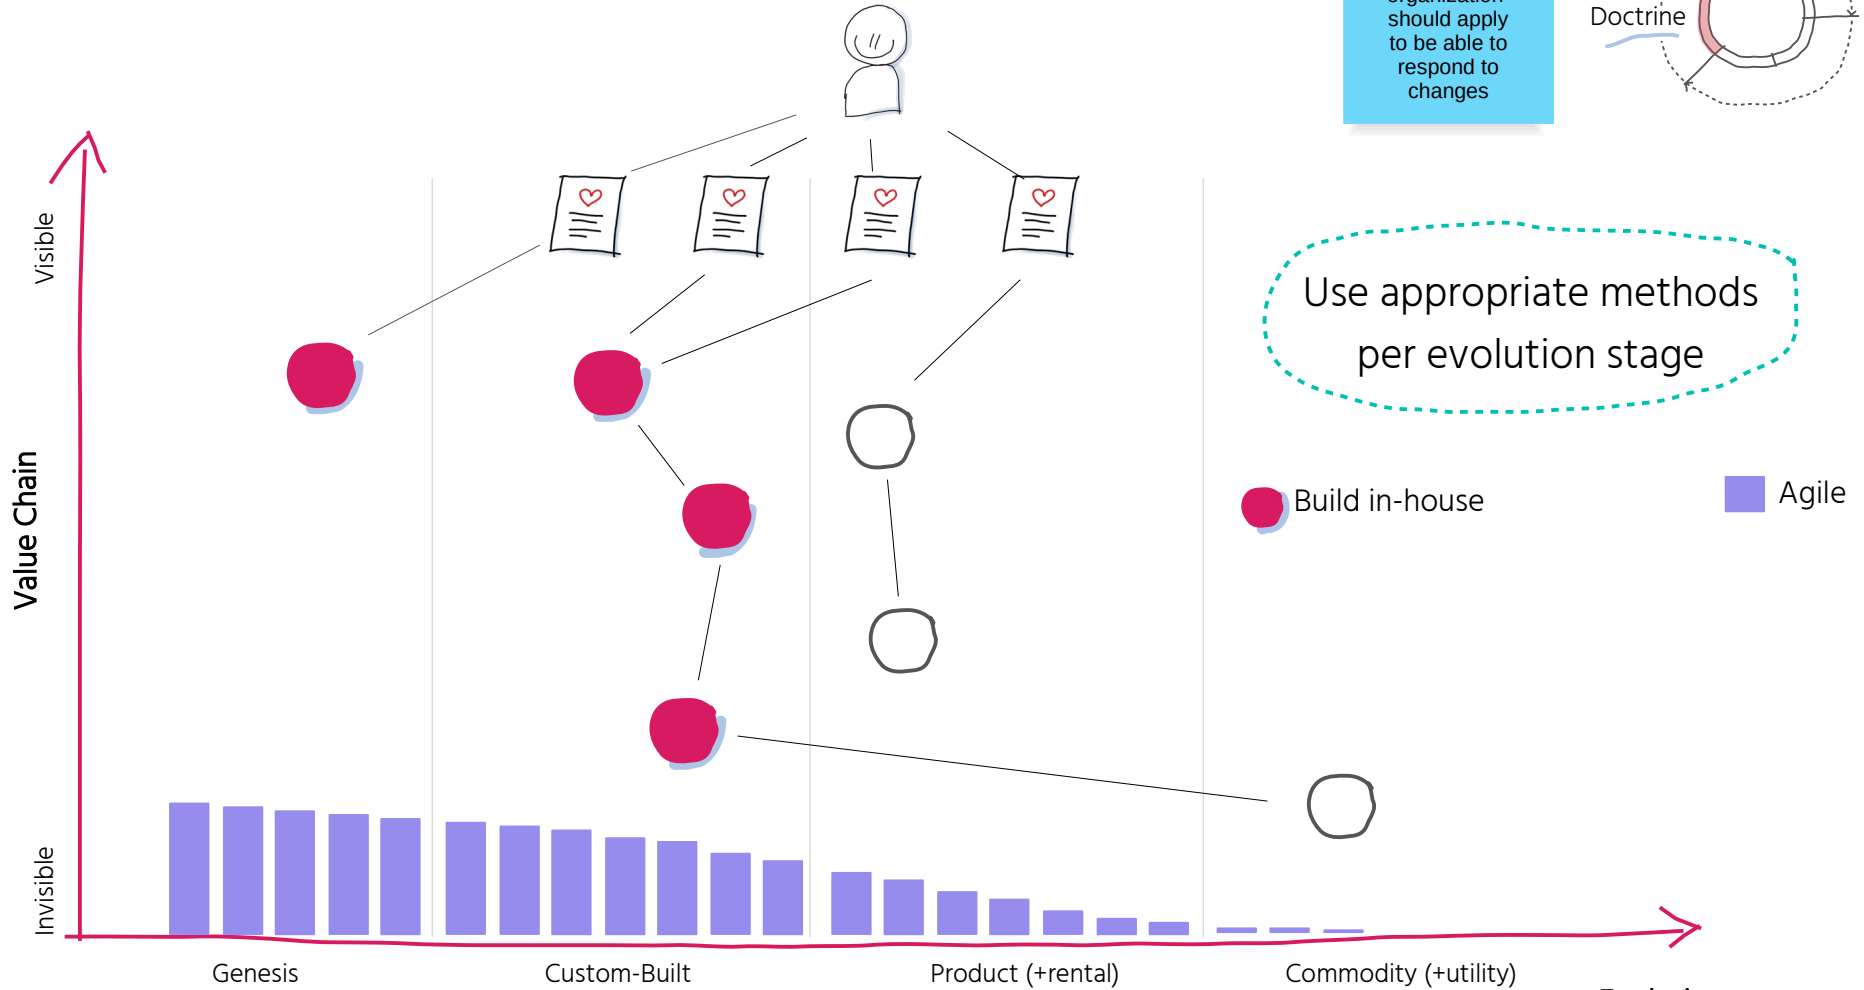 should apply
to be able to
respond to
changes
Doctrine
Visible
Use appropriate methods
per evolution stage
Value Chain
Build in-house
Agile
Invisible
Genesis
Custom-Built
Product (+rental)
Commodity (+utility)